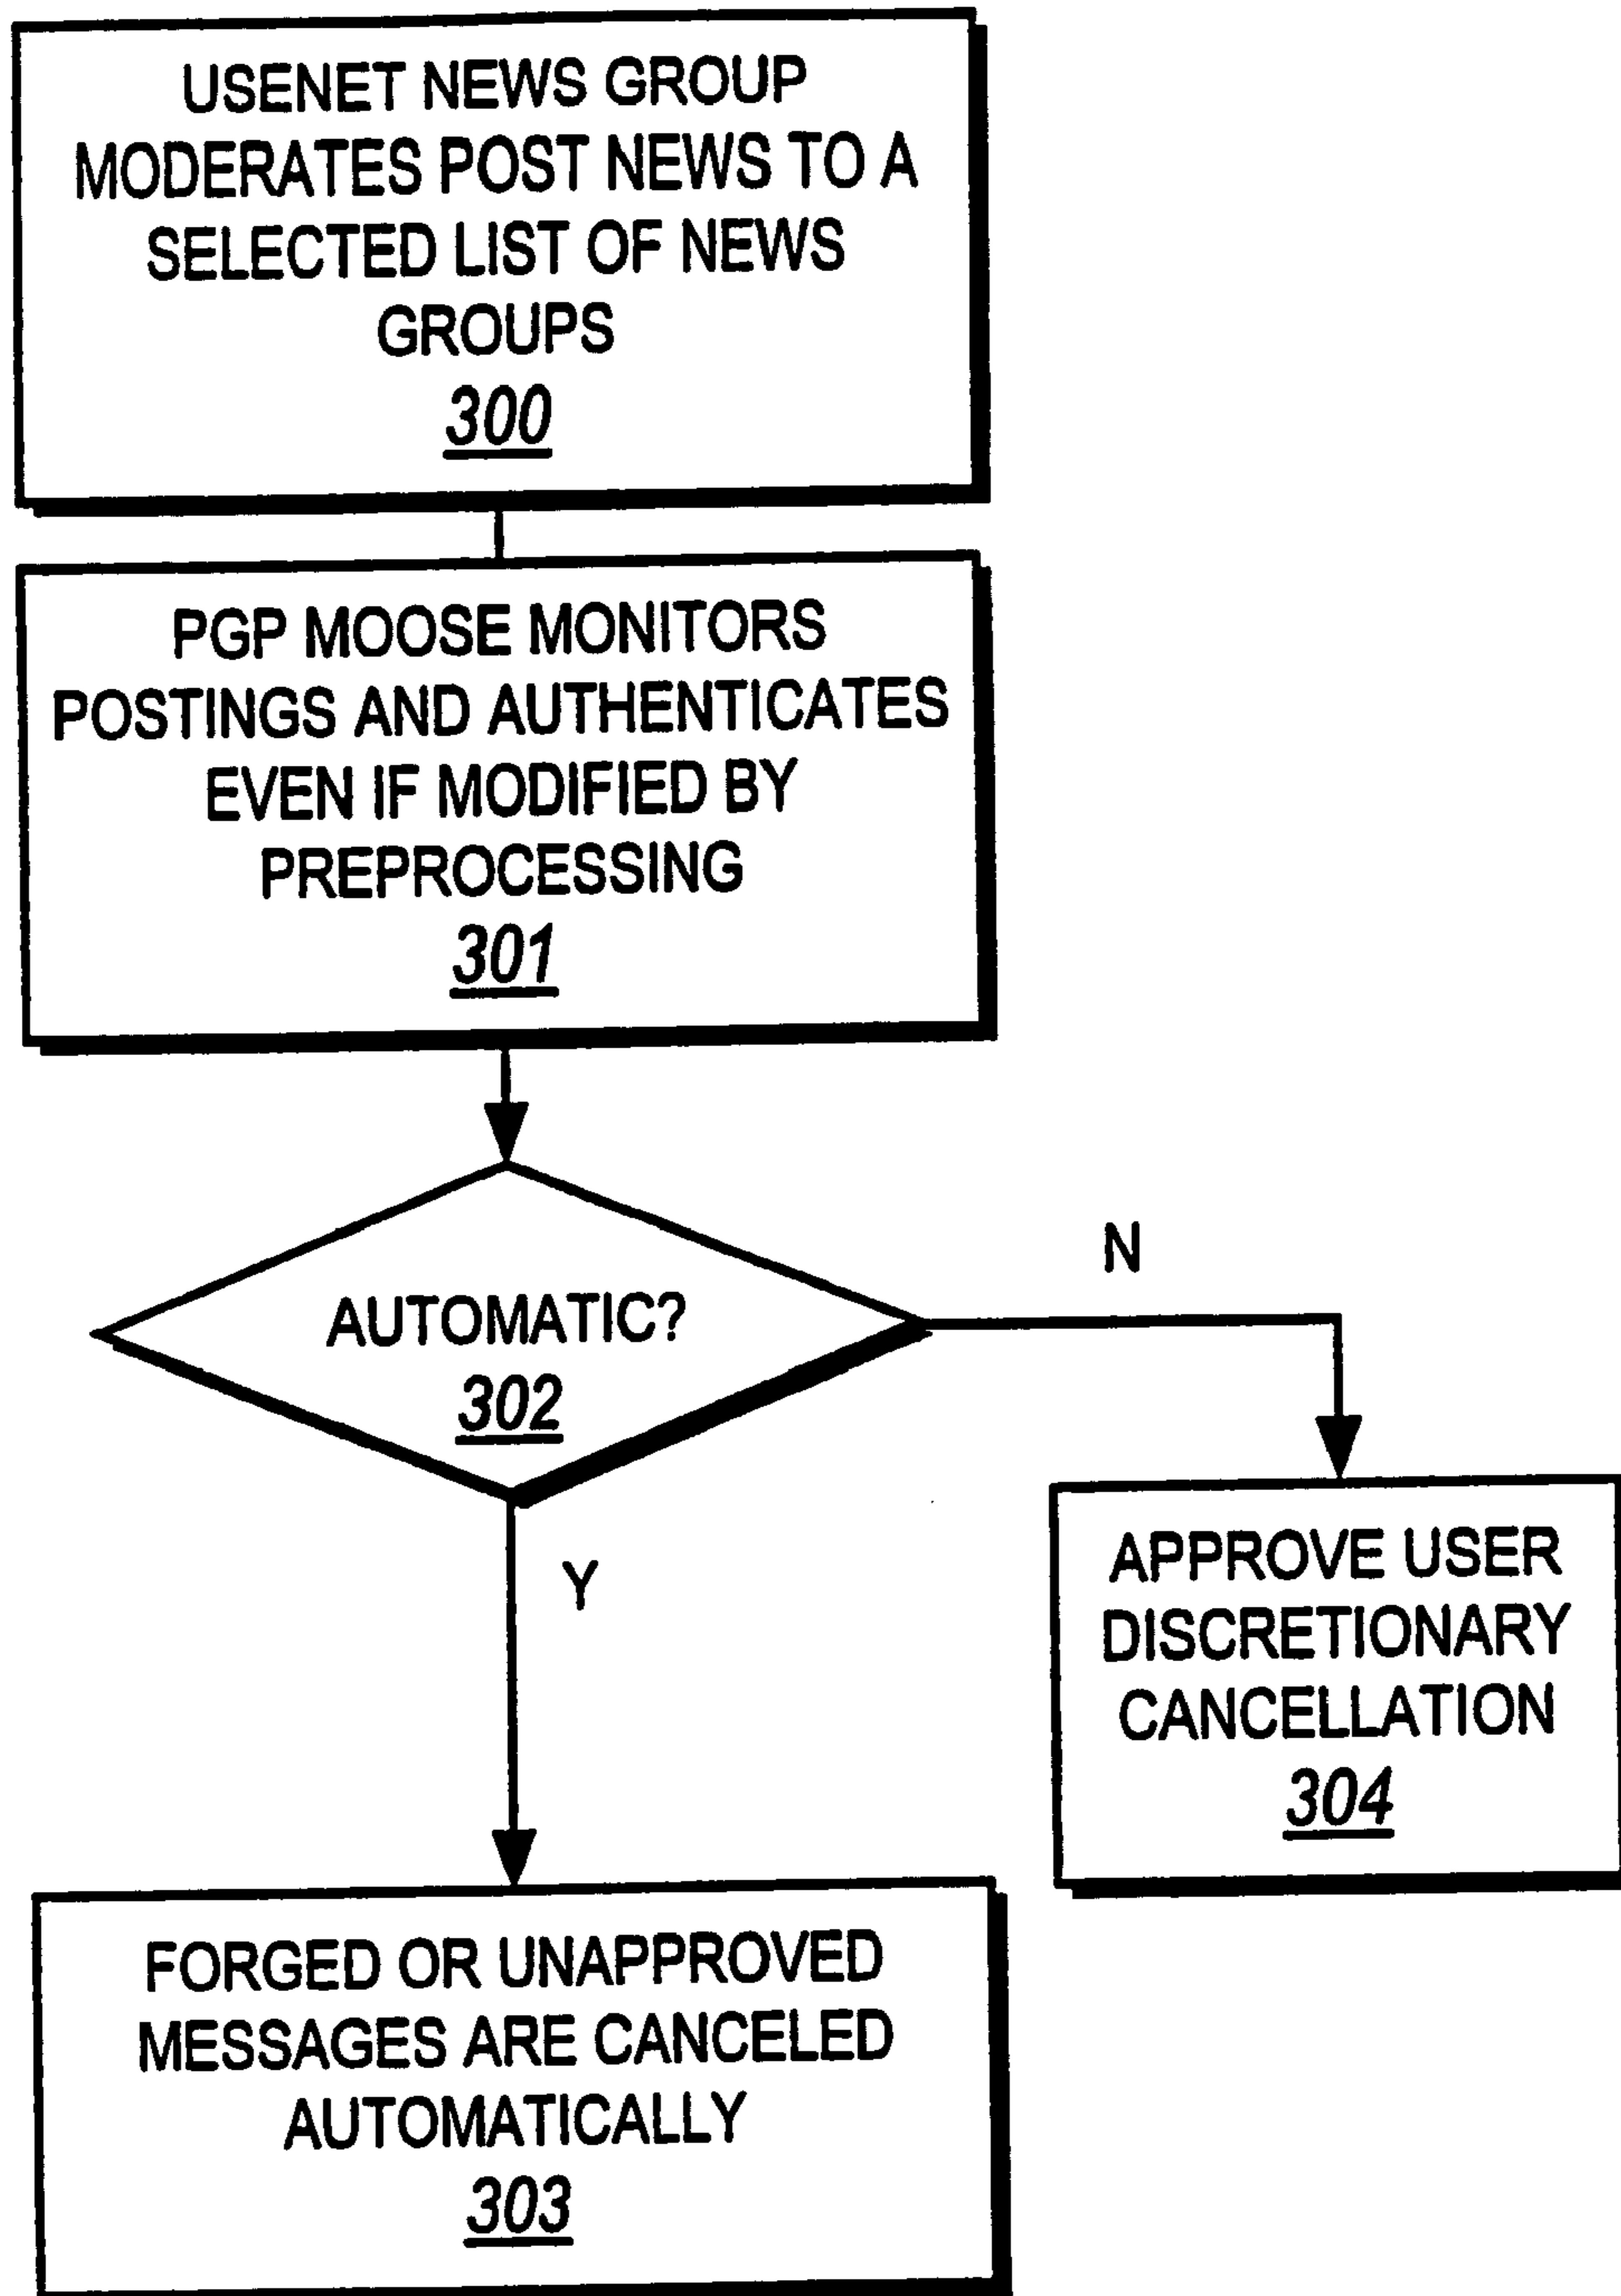 USENET NEWS GROUP
MODERATES POST NEWS TO A
SELECTED LIST OF NEWS
GROUPS
300
PGP MOOSE MONITORS
POSTINGS AND AUTHENTICATES
EVEN IF MODIFIED BY
PREPROCESSING
301
AUTOMATIC?
302
N
Y
APPROVE USER
DISCRETIONARY
CANCELLATION
304
FORGED OR UNAPPROVED
MESSAGES ARE CANCELED
AUTOMATICALLY
303